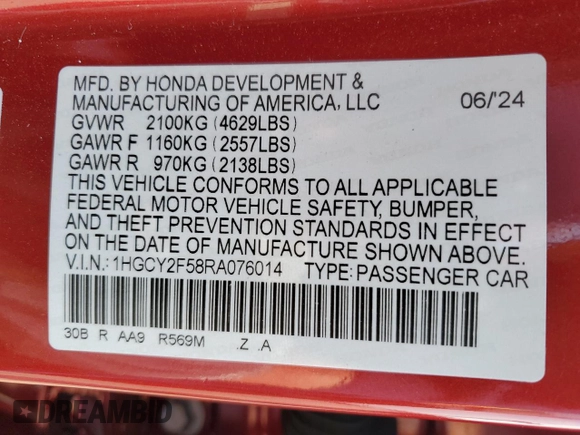 MFD. BY HONDA DEVELOPMENT &
MANUFACTURING OF AMERICA, LLC 06/'24
GVWR 2100KG (4629LBS)
GAWR F 1160KG (2557LBS)
GAWR R 970KG (2138LBS)
THIS VEHICLE CONFORMS TO ALL APPLICABLE
FEDERAL MOTOR VEHICLE SAFETY, BUMPER,
AND THEFT PREVENTION STANDARDS IN EFFECT
ON THE DATE OF MANUFACTURE SHOWN ABOVE.
V.I.N.: 1HGCY2F58RA076014 TYPE: PASSENGER CAR
30B R AA9 R569M .Z .A
DREAMBID